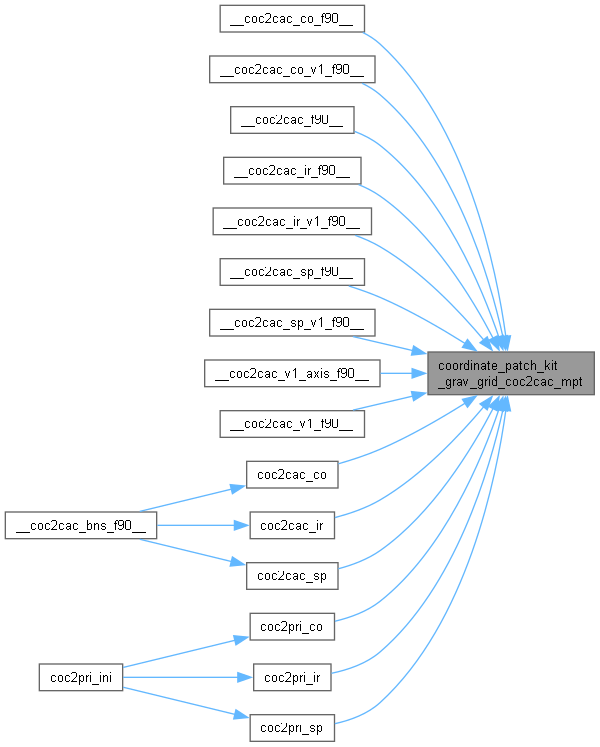 __coc2cac_co_f90__
__coc2cac_co_v1_f90__
__coc2cac_f90__
__coc2cac_ir_f90__
__coc2cac_ir_v1_f90__
__coc2cac_sp_f90__
__coc2cac_sp_v1_f90__
coordinate_patch_kit
_grav_grid_coc2cac_mpt
__coc2cac_v1_axis_f90__
__coc2cac_v1_f90__
coc2cac_co
__coc2cac_bns_f90__
coc2cac_ir
coc2cac_sp
coc2pri_co
coc2pri_ini
coc2pri_ir
coc2pri_sp